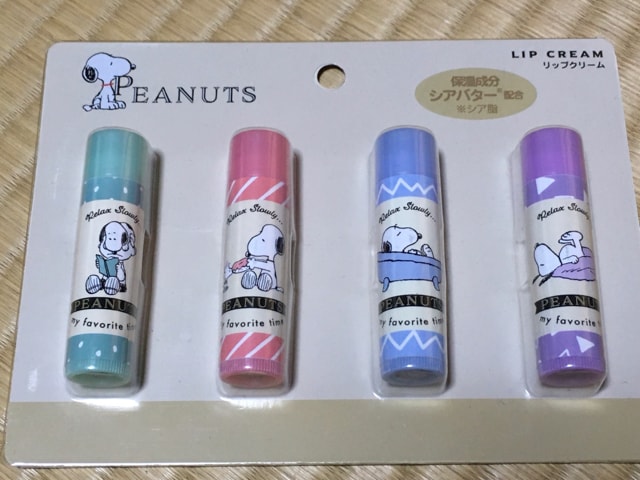 PEANUTS
LIP CREAM
リップクリーム
保湿成分
シアバター※配合
※シア脂
Relax Slowly...
PEANUTS
my favorite time
Relax Slowly...
PEANUTS
my favorite time
Relax Slowly...
PEANUTS
my favorite time
Relax Slowly
PEANUTS
my favorite tim